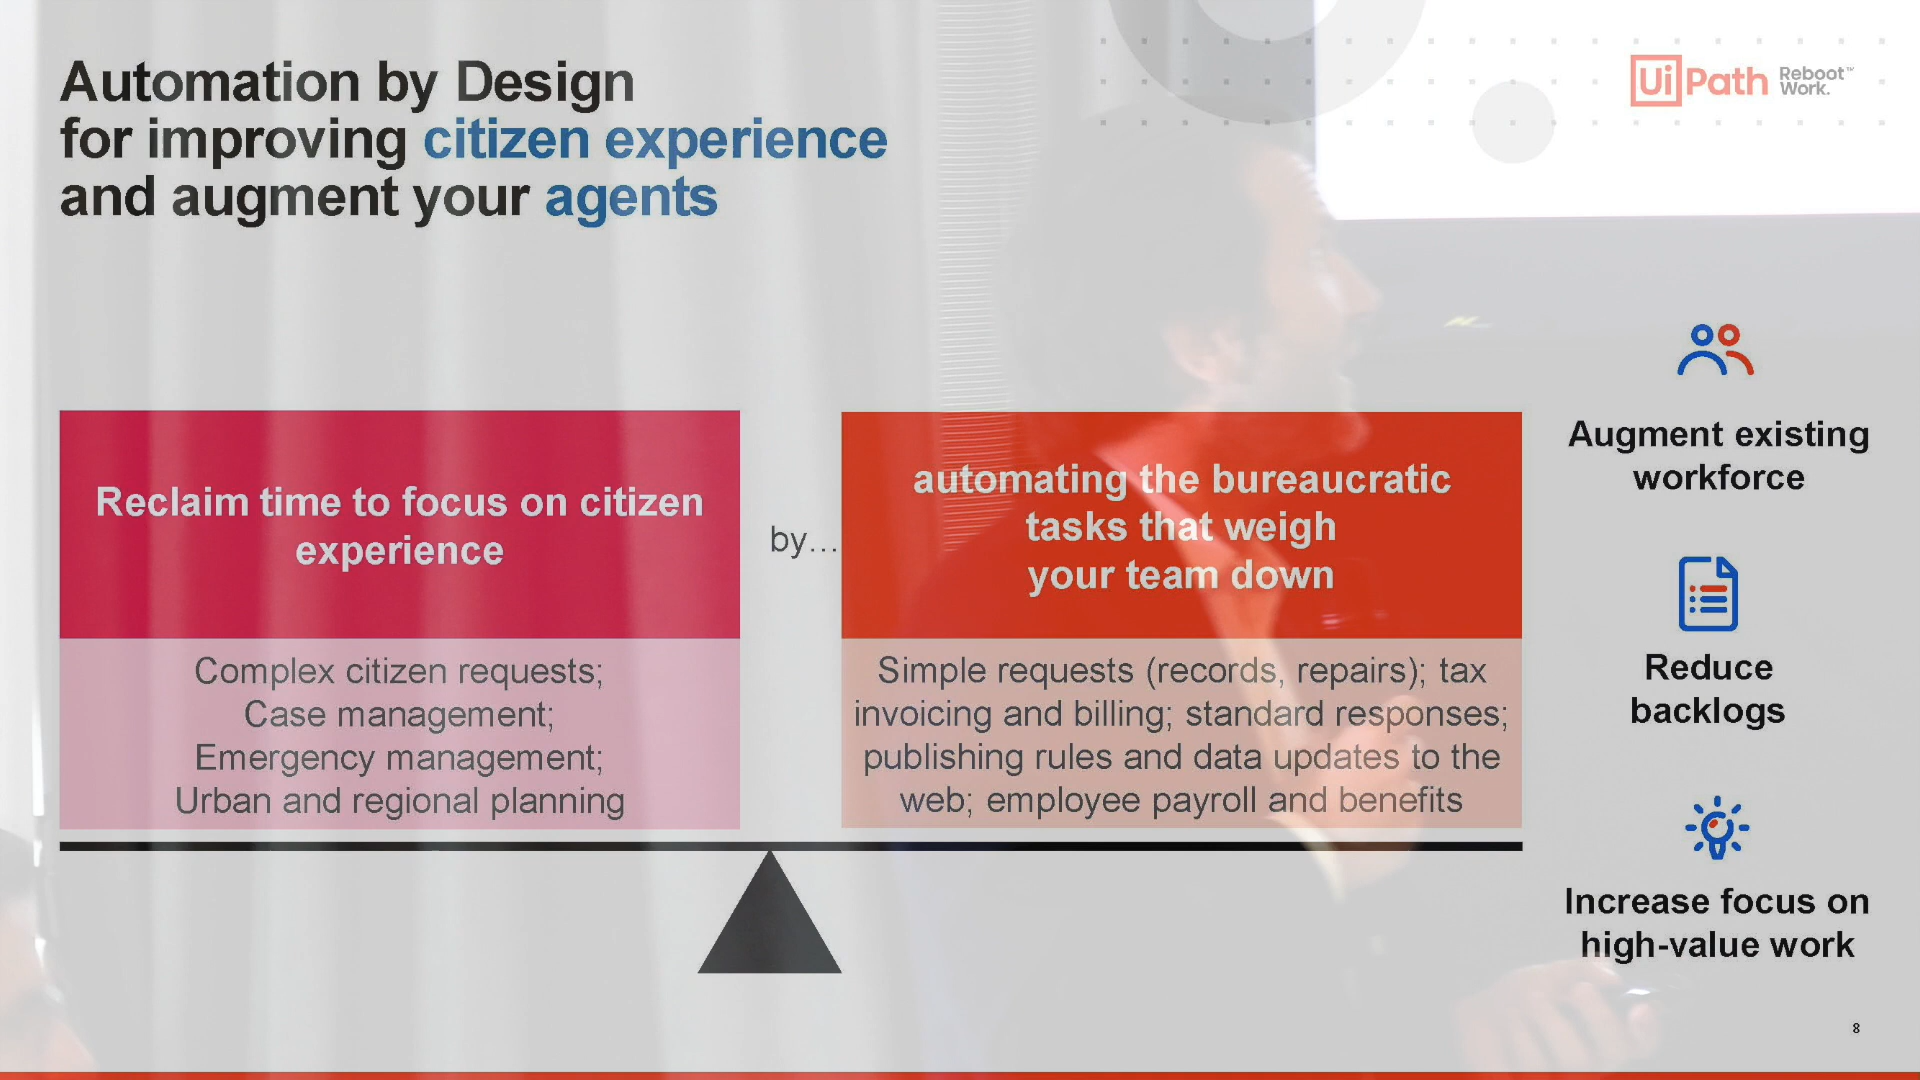 Automation by Design
for improving citizen experience
and augment your agents
UiPath Reboot™
Work.
Reclaim time to focus on citizen
experience
by...
automating the bureaucratic
tasks that weigh
your team down
Complex citizen requests;
Case management;
Emergency management;
Urban and regional planning
Simple requests (records, repairs); tax
invoicing and billing; standard responses;
publishing rules and data updates to the
web; employee payroll and benefits
Augment existing
workforce
Reduce
backlogs
Increase focus on
high-value work
8